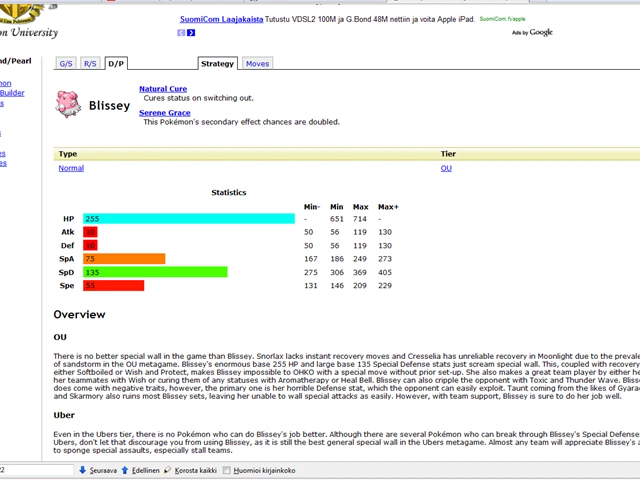 SuomiCom Laajakaista Tutustu VDSL2 100M ja G.Bond 48M nettiin ja voita Apple iPad. SuomiCom.fi/apple
on University
Ads by Google
nd/Pearl
G/S R/S D/P Strategy Moves
mon
Builder
s
s
es
es
Blissey
Natural Cure
Cures status on switching out.
Serene Grace
This Pokémon's secondary effect chances are doubled.
Type Tier
Normal OU
Statistics
Min- Min Max Max+
HP 255 - 651 714 -
Atk 10 50 56 119 130
Def 10 50 56 119 130
SpA 75 167 186 249 273
SpD 135 275 306 369 405
Spe 55 131 146 209 229
Overview
OU
There is no better special wall in the game than Blissey. Snorlax lacks instant recovery moves and Cresselia has unreliable recovery in Moonlight due to the prevale
of sandstorm in the OU metagame. Blissey's enormous base 255 HP and large base 135 Special Defense stats just scream special wall. This, coupled with recovery
either Softboiled or Wish and Protect, makes Blissey impossible to OHKO with a special move without prior set-up. She also makes a great team player by either he
her teammates with Wish or curing them of any statuses with Aromatherapy or Heal Bell. Blissey can also cripple the opponent with Toxic and Thunder Wave. Blisse
does come with negative traits, however, the primary one is her horrible Defense stat, which the opponent can easily exploit. Taunt coming from the likes of Gyarad
and Skarmory also ruins most Blissey sets, leaving her unable to wall special attacks as easily. However, with team support, Blissey is sure to do her job well.
Uber
Even in the Ubers tier, there is no Pokémon who can do Blissey's job better. Although there are several Pokémon who can break through Blissey's Special Defense
Ubers, don't let that discourage you from using Blissey, as it is still the best general special wall in the Ubers metagame. Almost any team will appreciate Blissey's a
to sponge special assaults, especially stall teams.
22 Seuraava Edellinen Korosta kaikki Huomioi kirjainkoko